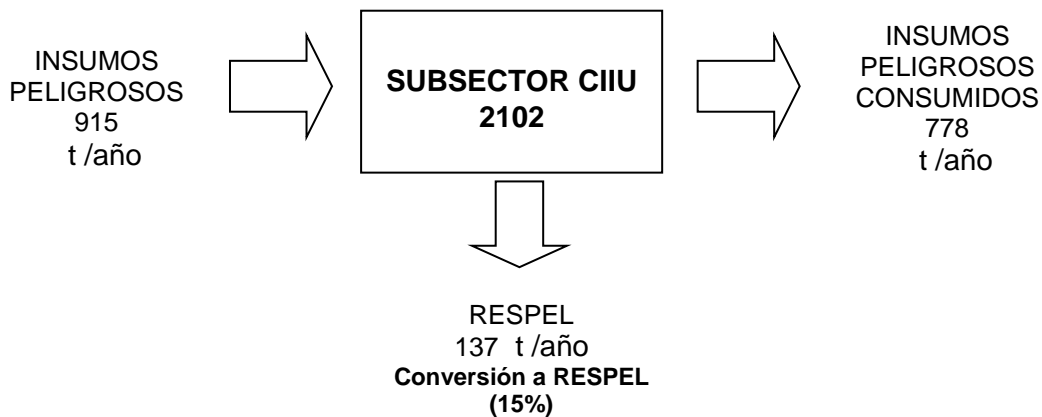 INSUMOS
PELIGROSOS
915
t /año
SUBSECTOR CIIU
2102
INSUMOS
PELIGROSOS
CONSUMIDOS
778
t /año
RESPEL
137 t /año
Conversión a RESPEL
(15%)